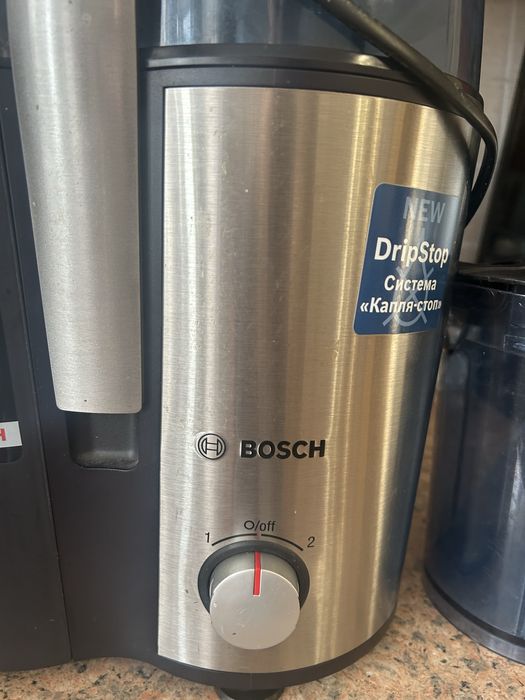 NEW
DripStop
Система
«Капля-стоп»
H
BOSCH
O/off
1
2